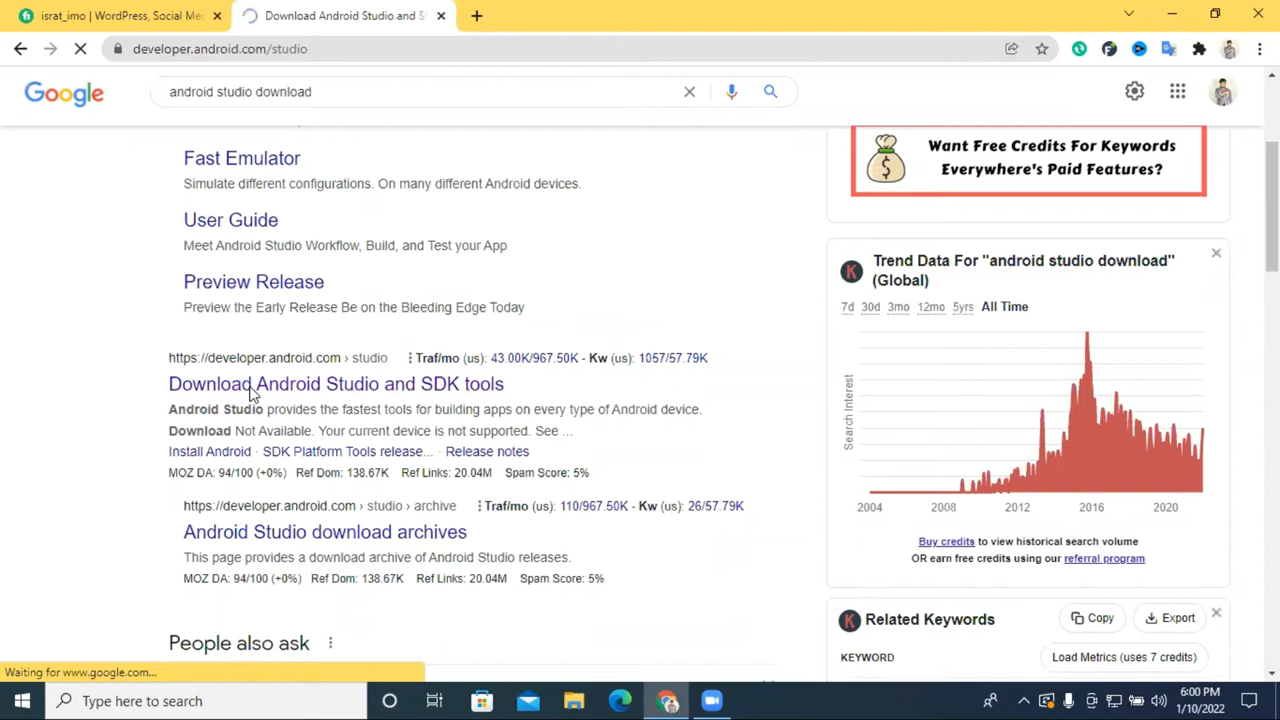 israt_imo | WordPress, Social Me
Download Android Studio and S
developer.android.com/studio
Google
android studio download
Fast Emulator
Simulate different configurations. On many different Android devices.
User Guide
Meet Android Studio Workflow, Build, and Test your App
Preview Release
Preview the Early Release Be on the Bleeding Edge Today
https://developer.android.com › studio
Traf/mo (us): 43.00K/967.50K - Kw (us): 1057/57.79K
Download Android Studio and SDK tools
Android Studio provides the fastest tools for building apps on every type of Android device.
Download Not Available. Your current device is not supported. See ...
Install Android · SDK Platform Tools release... · Release notes
MOZ DA: 94/100 (+0%) Ref Dom: 138.67K Ref Links: 20.04M Spam Score: 5%
https://developer.android.com › studio › archive
Traf/mo (us): 110/967.50K - Kw (us): 26/57.79K
Android Studio download archives
This page provides a download archive of Android Studio releases.
MOZ DA: 94/100 (+0%) Ref Dom: 138.67K Ref Links: 20.04M Spam Score: 5%
People also ask
Want Free Credits For Keywords
Everywhere's Paid Features?
K
Trend Data For "android studio download"
(Global)
7d 30d 3mo 12mo 5yrs All Time
Search Interest
2004 2008 2012 2016 2020
Buy credits to view historical search volume
OR earn free credits using our referral program
K
Related Keywords
Copy
Export
KEYWORD
Load Metrics (uses 7 credits)
Waiting for www.google.com...
Type here to search
6:00 PM
1/10/2022